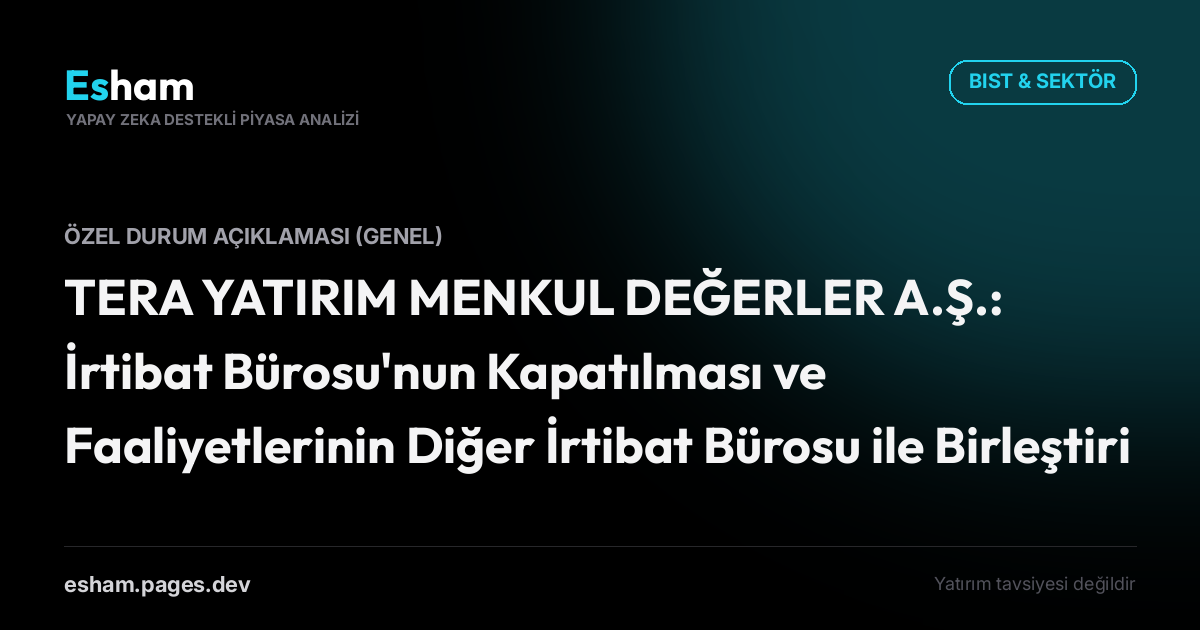 Esham
BIST & SEKTÖR
YAPAY ZEKA DESTEKLİ PİYASA ANALİZİ
ÖZEL DURUM AÇIKLAMASI (GENEL)
TERA YATIRIM MENKUL DEĞERLER A.Ş.:
İrtibat Bürosu'nun Kapatılması ve
Faaliyetlerinin Diğer İrtibat Bürosu ile Birleştiri
esham.pages.dev
Yatırım tavsiyesi değildir